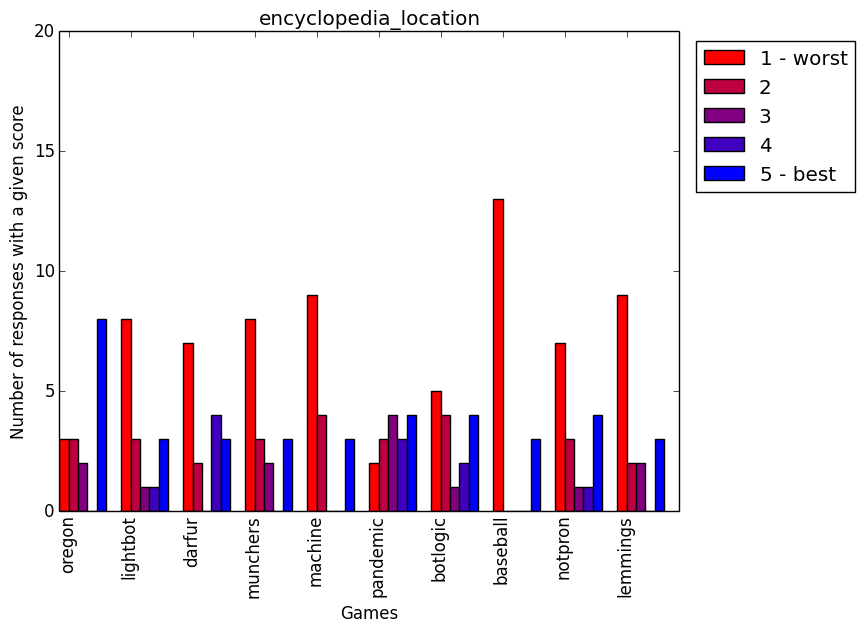 encyclopedia_location
20
15
10
5
0
Number of responses with a given score
oregon
lightbot
darfur
munchers
machine
pandemic
botlogic
baseball
notpron
lemmings
Games
1 - worst
2
3
4
5 - best